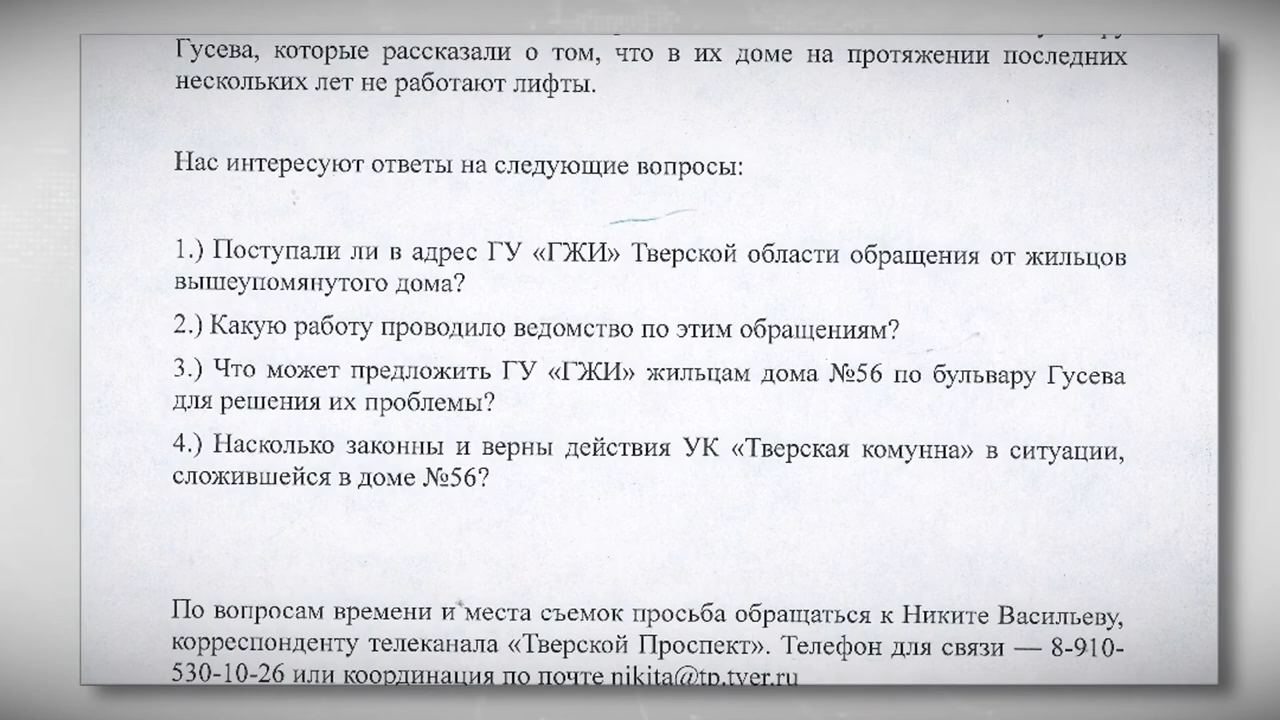 Гусева, которые рассказали о том, что в их доме на протяжении последних
нескольких лет не работают лифты.
Нас интересуют ответы на следующие вопросы:
1.) Поступали ли в адрес ГУ «ГЖИ» Тверской области обращения от жильцов
вышеупомянутого дома?
2.) Какую работу проводило ведомство по этим обращениям?
3.) Что может предложить ГУ «ГЖИ» жильцам дома №56 по бульвару Гусева
для решения их проблемы?
4.) Насколько законны и верны действия УК «Тверская комунна» в ситуации,
сложившейся в доме №56?
По вопросам времени и места съемок просьба обращаться к Никите Васильеву,
корреспонденту телеканала «Тверской Проспект». Телефон для связи — 8-910-
530-10-26 или координация по почте nikita@tp.tver.ru